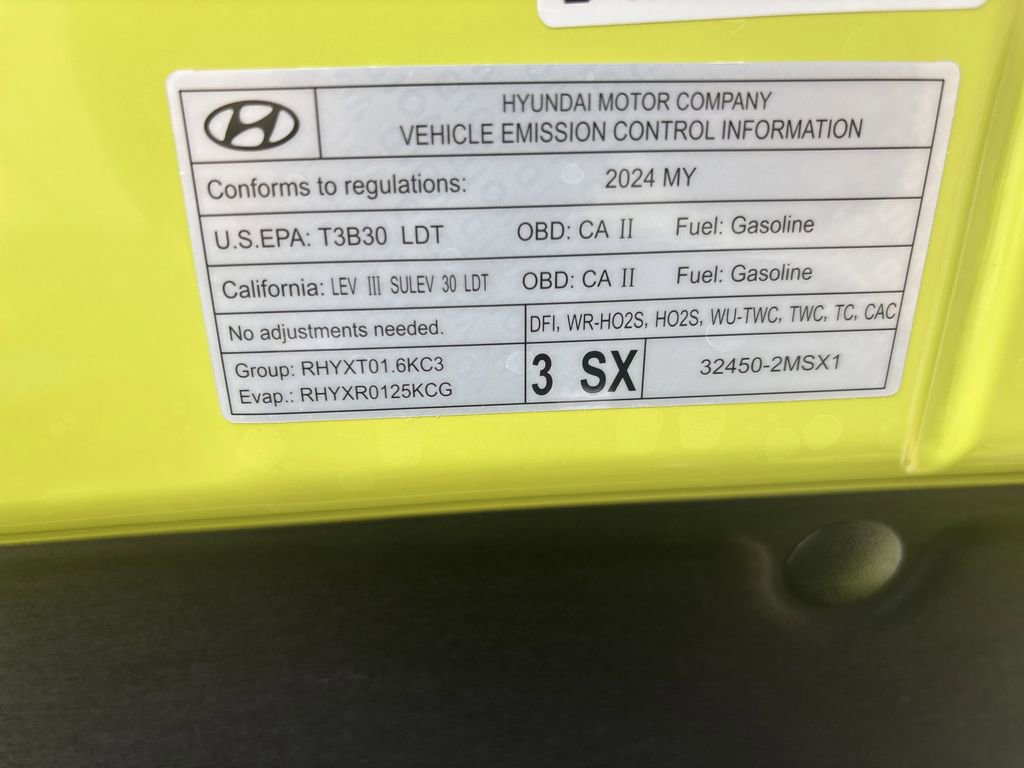 HYUNDAI MOTOR COMPANY
VEHICLE EMISSION CONTROL INFORMATION
Conforms to regulations: 2024 MY
U.S.EPA: T3B30 LDT OBD: CA II Fuel: Gasoline
California: LEV III SULEV 30 LDT OBD: CA II Fuel: Gasoline
No adjustments needed. DFI, WR-HO2S, HO2S, WU-TWC, TWC, TC, CAC
Group: RHYXT01.6KC3
Evap.: RHYXR0125KCG
3 SX
32450-2MSX1